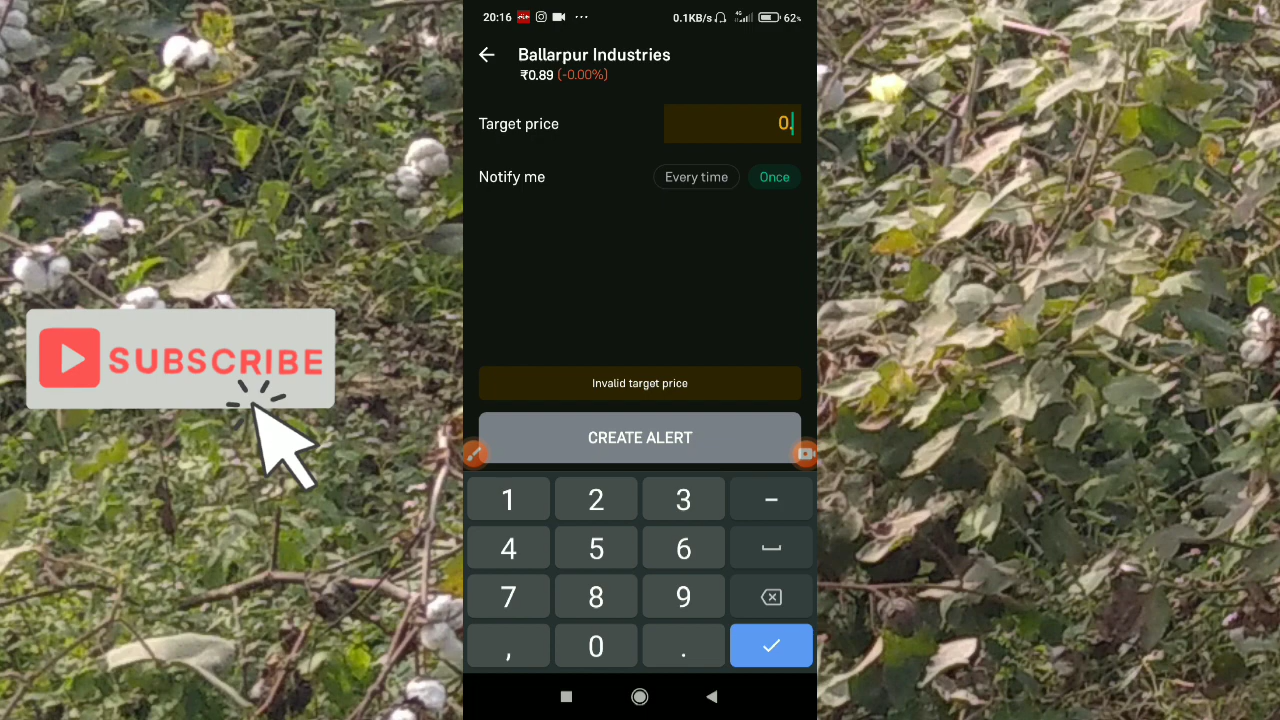 20:16
0.1KB/s 4G 62%
Ballarpur Industries
₹0.89 (-0.00%)
Target price 0.
Notify me Every time Once
SUBSCRIBE
Invalid target price
CREATE ALERT
1 2 3 -
4 5 6
7 8 9
, 0 .